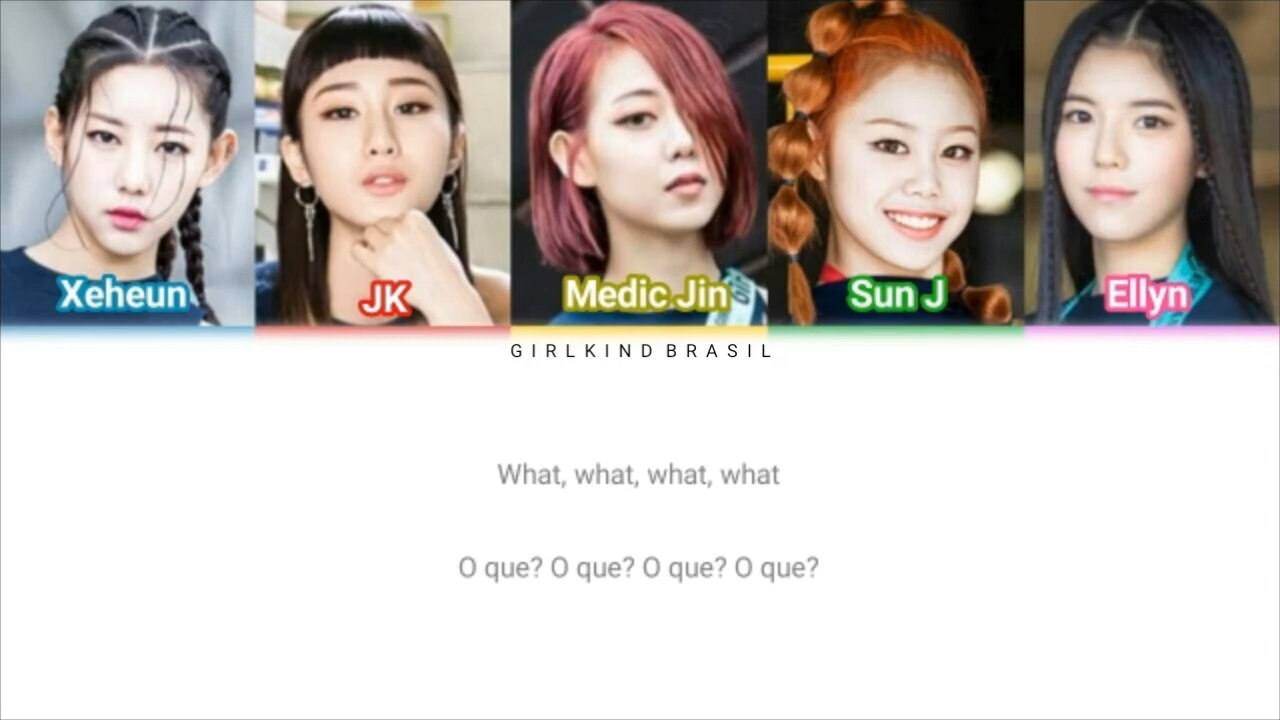 Xeheun
JK
Medic Jin
Sun J
Ellyn
GIRLKIND BRASIL
What, what, what, what
O que? O que? O que? O que?